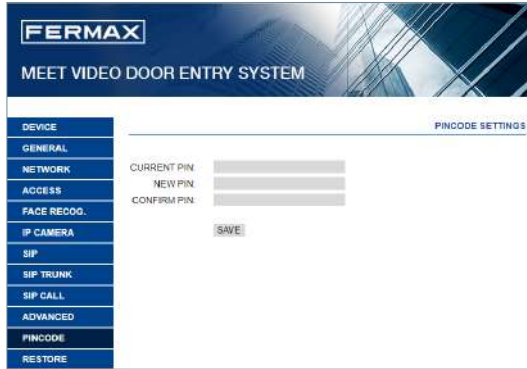 FERMAX
MEET VIDEO DOOR ENTRY SYSTEM
DEVICE
GENERAL
NETWORK
ACCESS
FACE RECOG.
IP CAMERA
SIP
SIP TRUNK
SIP CALL
ADVANCED
PINCODE
RESTORE
PINCODE SETTINGS
CURRENT PIN:
NEW PIN:
CONFIRM PIN:
SAVE